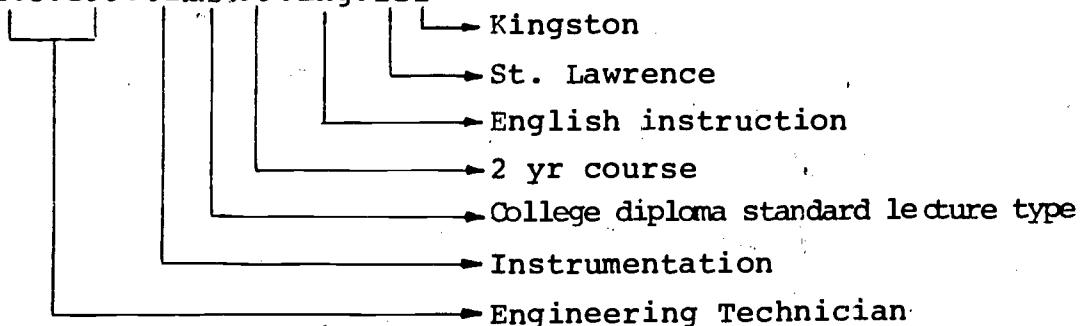 Kingston
St. Lawrence
English instruction
2 yr course
College diploma standard lecture type
Instrumentation
Engineering Technician